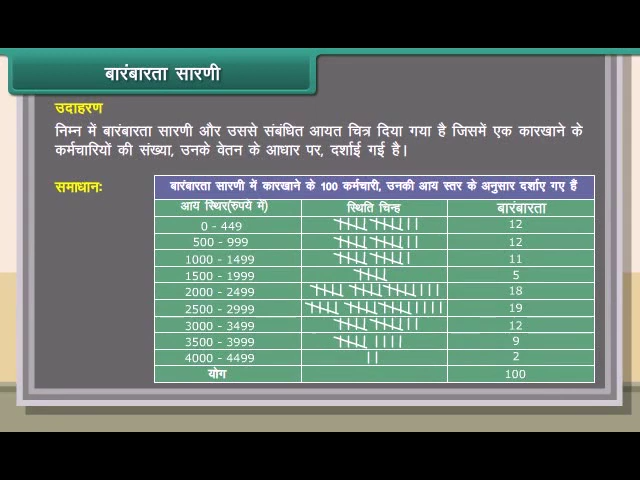 बारंबारता सारणी
उदाहरण
निम्न में बारंबारता सारणी और उससे संबंधित आयत चित्र दिया गया है जिसमें एक कारखाने के
कर्मचारियों की संख्या, उनके वेतन के आधार पर, दर्शाई गई है।
समाधानः
बारंबारता सारणी में कारखाने के 100 कर्मचारी, उनकी आय स्तर के अनुसार दर्शाए गए हैं
आय स्थिर(रुपये में) स्थिति चिन्ह बारंबारता
0 - 449 12
500 - 999 12
1000 - 1499 11
1500 - 1999 5
2000 - 2499 18
2500 - 2999 19
3000 - 3499 12
3500 - 3999 9
4000 - 4499 2
योग 100